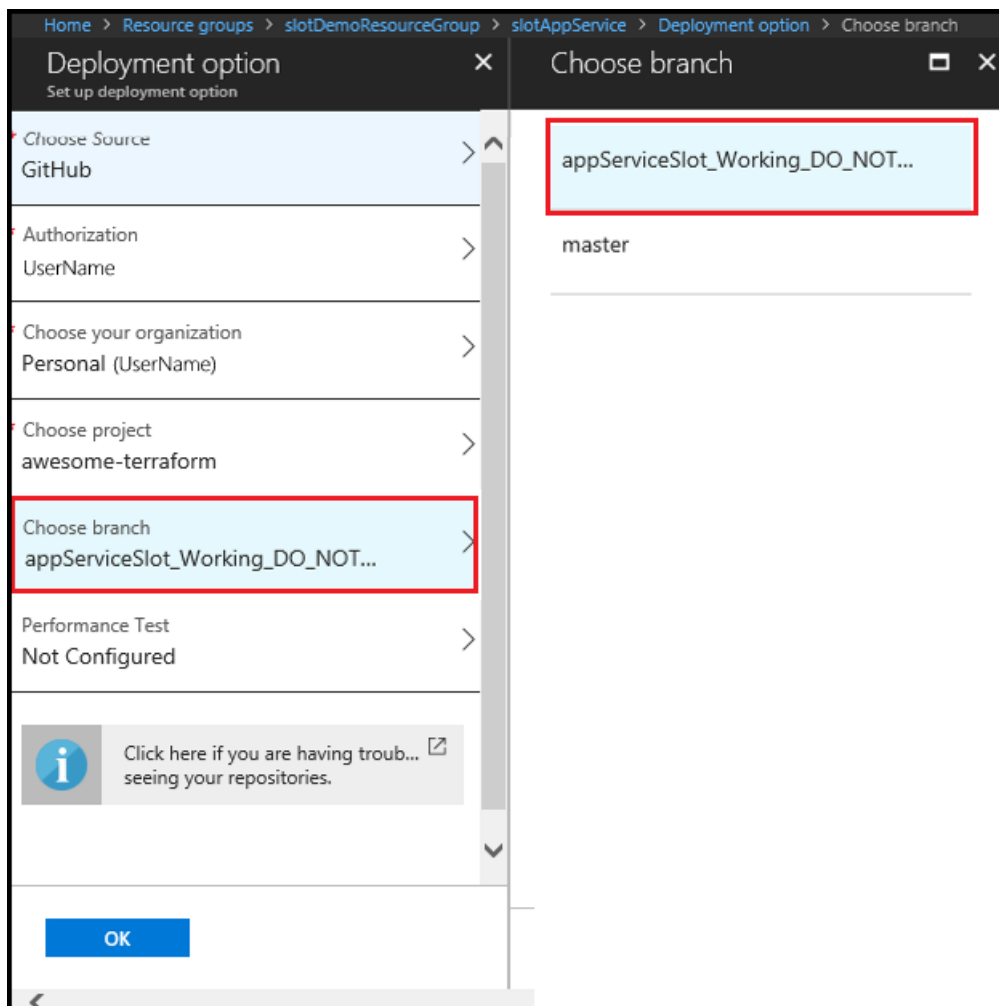 Home > Resource groups > slotDemoResourceGroup > slotAppService > Deployment option > Choose branch
Deployment option
Set up deployment option
* Choose Source
GitHub
* Authorization
UserName
* Choose your organization
Personal (UserName)
* Choose project
awesome-terraform
Choose branch
appServiceSlot_Working_DO_NOT...
Performance Test
Not Configured
Click here if you are having troub...
seeing your repositories.
OK
Choose branch
appServiceSlot_Working_DO_NOT...
master